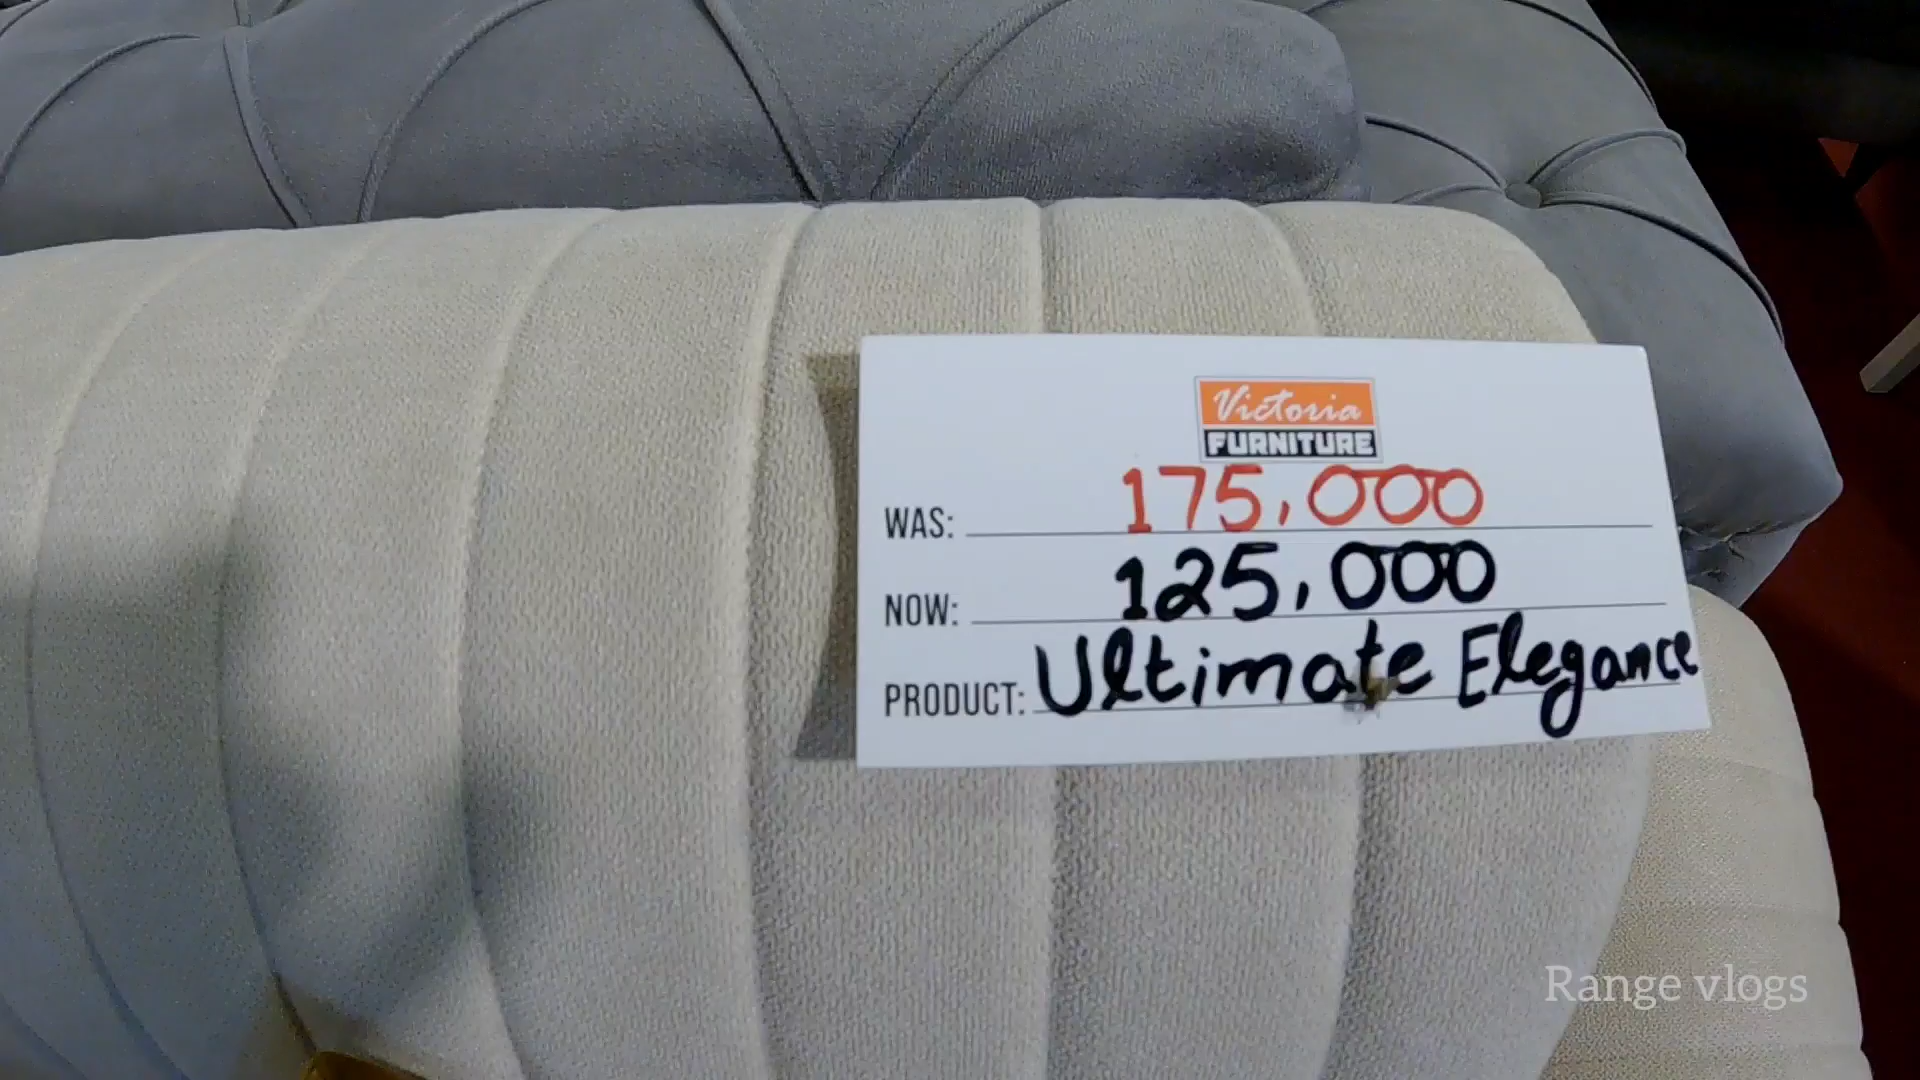 Victoria
FURNITURE
WAS: 175,000
NOW: 125,000
PRODUCT: Ultimate Elegance
Range vlogs